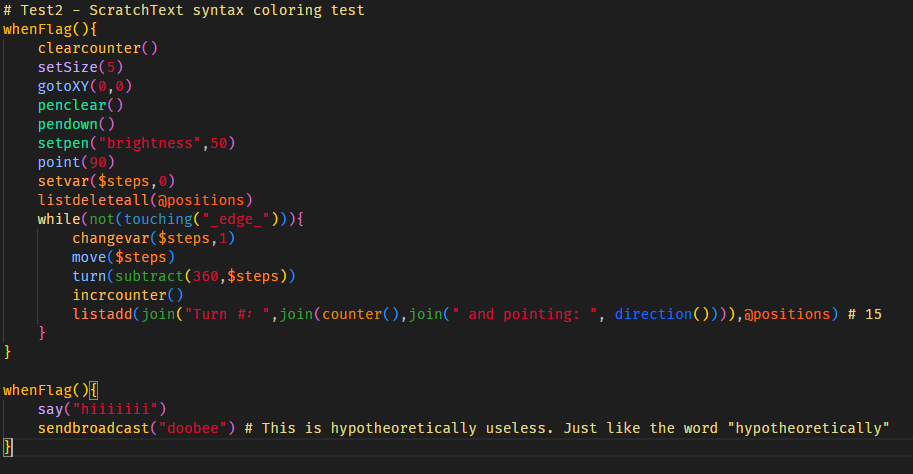 # Test2 - ScratchText syntax coloring test
whenFlag(){
    clearcounter()
    setSize(5)
    gotoXY(0,0)
    penclear()
    pendown()
    setpen("brightness",50)
    point(90)
    setvar($steps,0)
    listdeleteall(@positions)
    while(not(touching("_edge_"))){
        changevar($steps,1)
        move($steps)
        turn(subtract(360,$steps))
        incrcounter()
        listadd(join("Turn #: ",join(counter(),join(" and pointing: ", direction()))),@positions) # 15
    }
}

whenFlag(){
    say("hiiiiiii")
    sendbroadcast("doobee") # This is hypotheoretically useless. Just like the word "hypotheoretically"
}